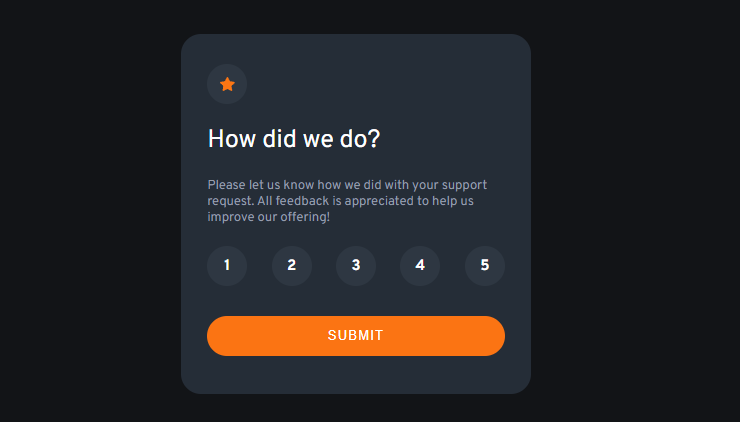 How did we do?
Please let us know how we did with your support
request. All feedback is appreciated to help us
improve our offering!
1 2 3 4 5
SUBMIT